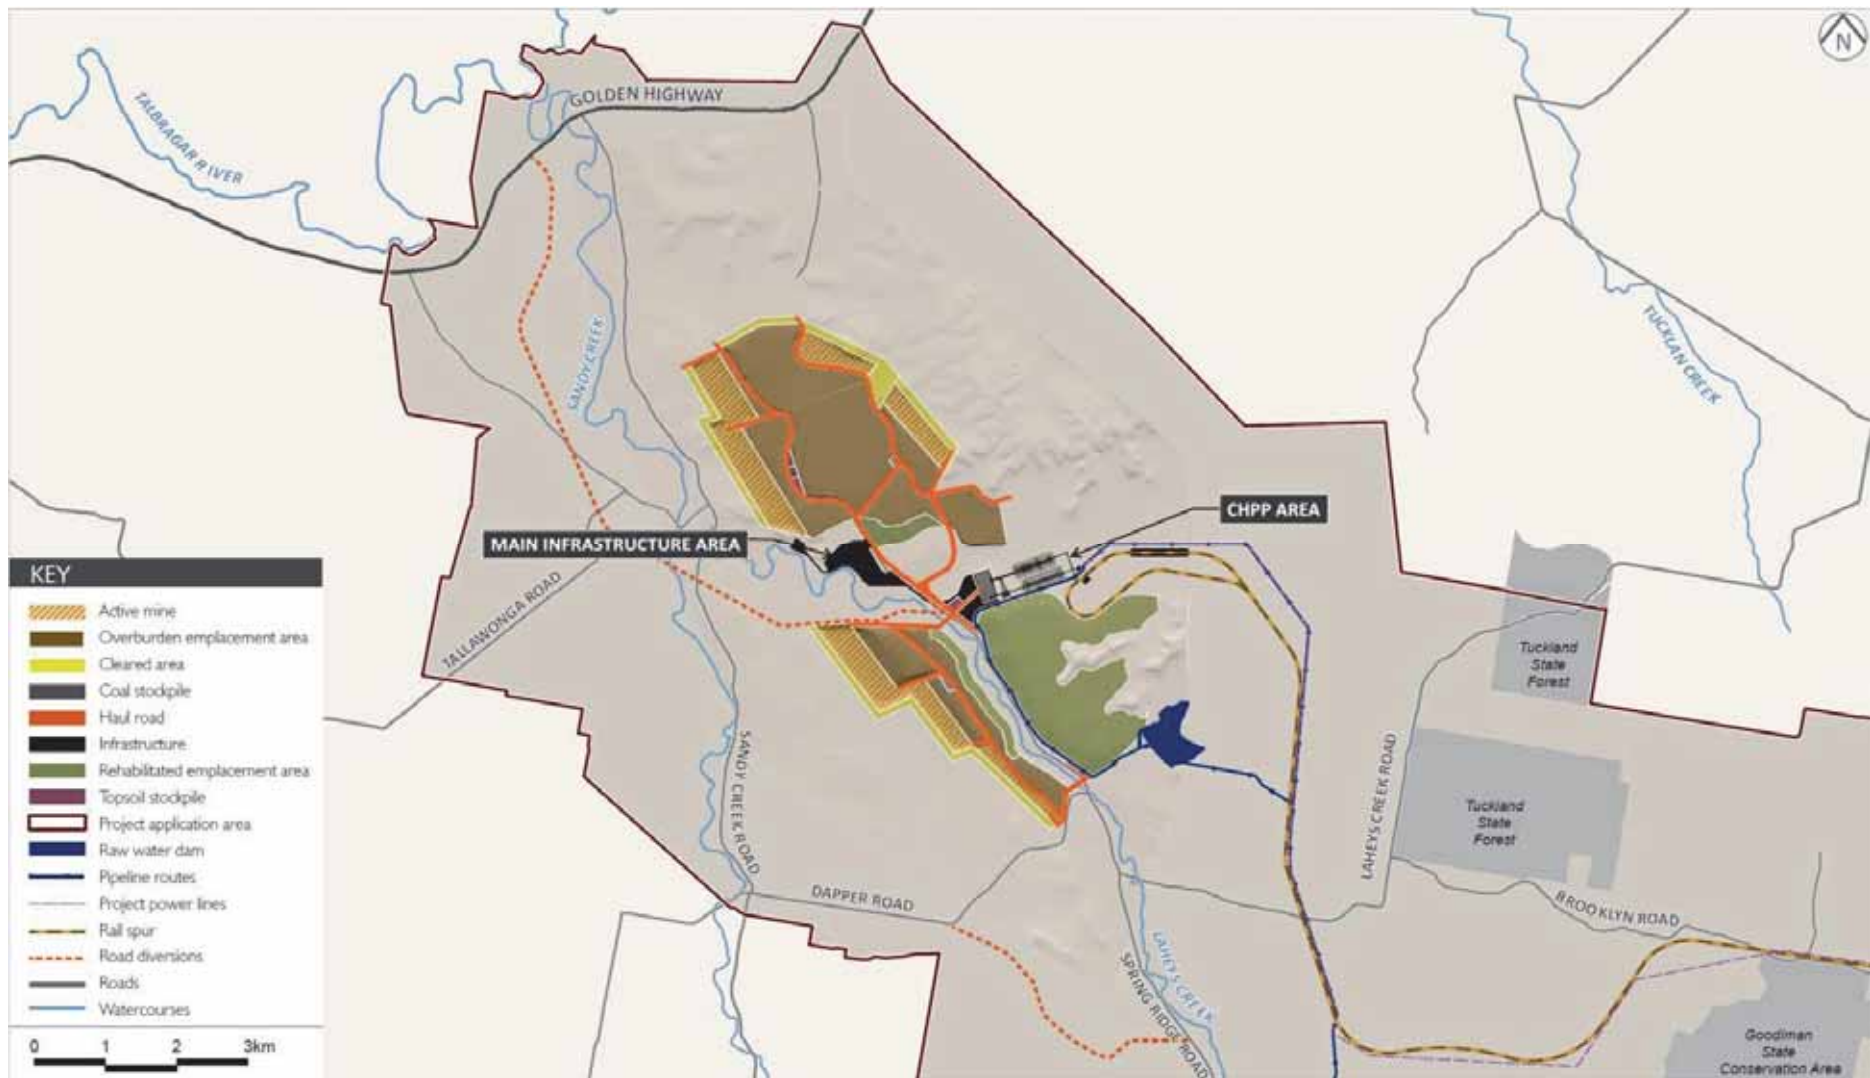 N
GOLDEN HIGHWAY
TALBRAGAR RIVER
SANDY CREEK
TUCKLAN CREEK
CHPP AREA
MAIN INFRASTRUCTURE AREA
TALLAWONGA ROAD
SANDY CREEK ROAD
Tuckland
State
Forest
LAHEYS CREEK ROAD
Tuckland
State
Forest
DAPPER ROAD
BROOKLYN ROAD
LAHEYS CREEK
SPRING RIDGE ROAD
Goodiman
State
Conservation Area
KEY
Active mine
Overburden emplacement area
Cleared area
Coal stockpile
Haul road
Infrastructure
Rehabilitated emplacement area
Topsoil stockpile
Project application area
Raw water dam
Pipeline routes
Project power lines
Rail spur
Road diversions
Roads
Watercourses
0 1 2 3km